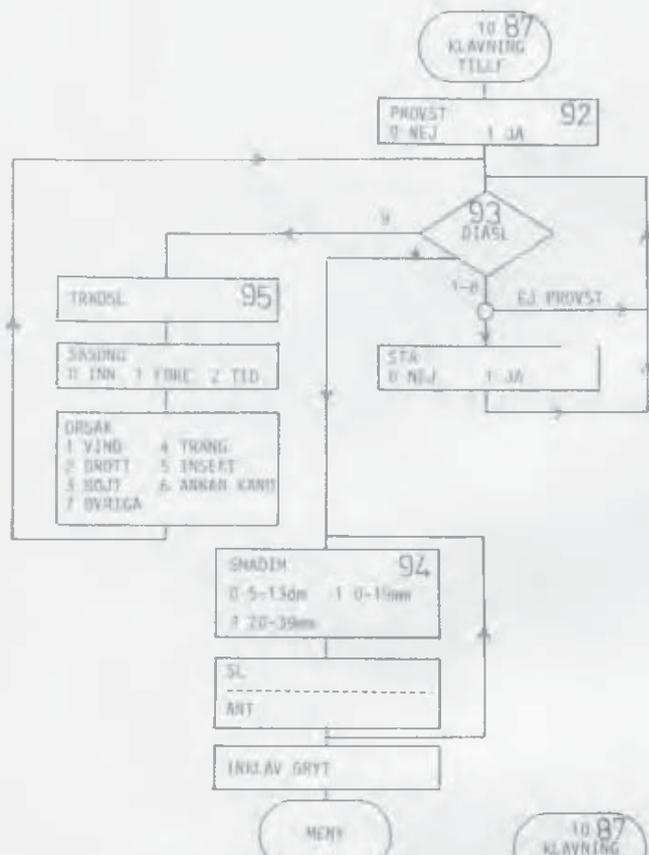 10 87
KLAVNING
TILLF
PROVST 92
0 NEJ 1 JA
93
DIASL
9
1-8
EJ PROVST
TRADSL 95
STA
0 NEJ 1 JA
SASONG
0 INN 1 FORE 2 TID
ORSAK
1 VIND 4 TRANG
2 BROTT 5 INSEKT
3 ROJT 6 ANNAN KAND
7 OVRIGA
SMADIM 94
0 5-13dm 1 0-19mm
2 20-39mm
SL
ANT
INKLAV GRYT
MENY
10 87
KLAVNING